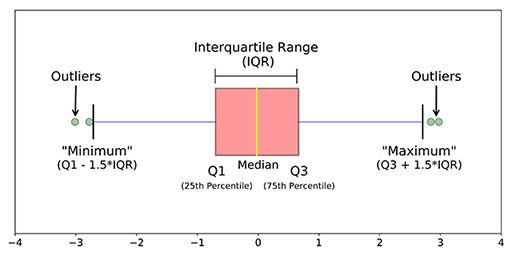 Interquartile Range
(IQR)
Outliers
Outliers
"Minimum"
(Q1 - 1.5*IQR)
Q1
(25th Percentile)
Median
Q3
(75th Percentile)
"Maximum"
(Q3 + 1.5*IQR)
−4 −3 −2 −1 0 1 2 3 4